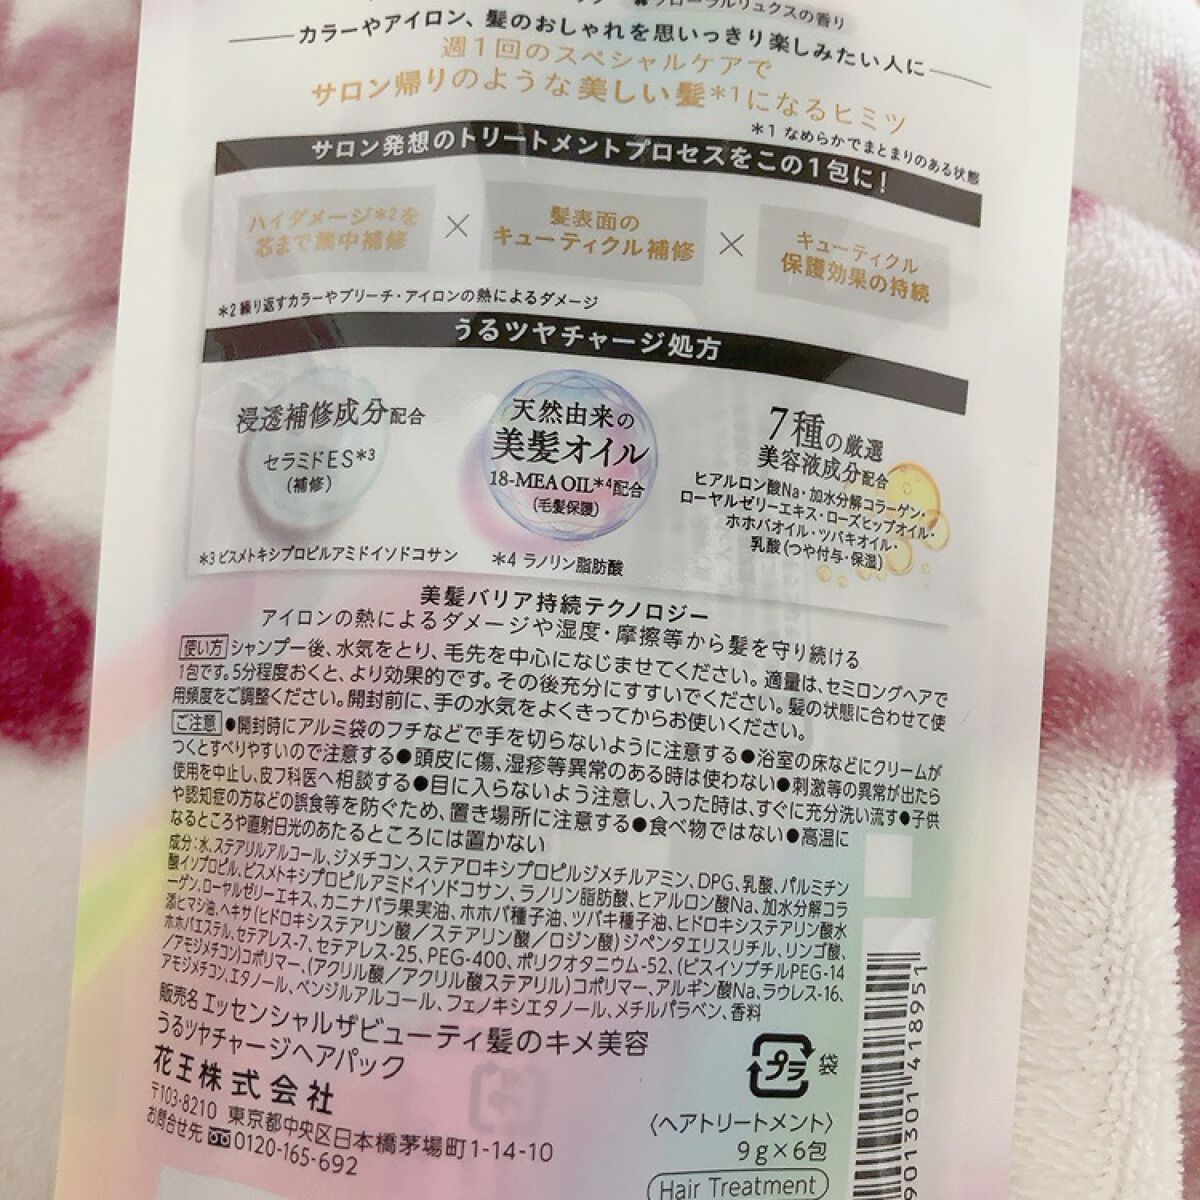 フローラルリュクスの香り
カラーやアイロン、髪のおしゃれを思いっきり楽しみたい人に
週1回のスペシャルケアで
サロン帰りのような美しい髪*1になるヒミツ
*1 なめらかでまとまりのある状態
サロン発想のトリートメントプロセスをこの1包に!
ハイダメージ*2を
芯まで集中補修
×
髪表面の
キューティクル補修
×
キューティクル
保護効果の持続
*2 繰り返すカラーやブリーチ・アイロンの熱によるダメージ
うるツヤチャージ処方
浸透補修成分配合
セラミドES*3
(補修)
*3 ビスメトキシプロピルアミドイソドコサン
天然由来の
美髪オイル
18-MEA OIL*4配合
(毛髪保護)
*4 ラノリン脂肪酸
7種の厳選
美容液成分配合
ヒアルロン酸Na・加水分解コラーゲン・
ローヤルゼリーエキス・ローズヒップオイル・
ホホバオイル・ツバキオイル・
乳酸(つや付与・保湿)
美髪バリア持続テクノロジー
アイロンの熱によるダメージや湿度・摩擦等から髪を守り続ける
使い方 シャンプー後、水気をとり、毛先を中心になじませてください。適量は、セミロングヘアで
1包です。5分程度おくと、より効果的です。その後充分にすすいでください。髪の状態に合わせて使
用頻度をご調整ください。開封前に、手の水気をよくきってからお使いください。
ご注意 ●開封時にアルミ袋のフチなどで手を切らないように注意する●浴室の床などにクリームが
つくとすべりやすいので注意する●頭皮に傷、湿疹等異常のある時は使わない●刺激等の異常が出たら
使用を中止し、皮フ科医へ相談する●目に入らないよう注意し、入った時は、すぐに充分洗い流す●子供
や認知症の方などの誤食等を防ぐため、置き場所に注意する●食べ物ではない●高温に
なるところや直射日光のあたるところには置かない
成分:水、ステアリルアルコール、ジメチコン、ステアロキシプロピルジメチルアミン、DPG、乳酸、パルミチン
酸イソプロピル、ビスメトキシプロピルアミドイソドコサン、ラノリン脂肪酸、ヒアルロン酸Na、加水分解コラ
ーゲン、ローヤルゼリーエキス、カニナバラ果実油、ホホバ種子油、ツバキ種子油、ヒドロキシステアリン酸水
添ヒマシ油、ヘキサ(ヒドロキシステアリン酸/ステアリン酸/ロジン酸)ジペンタエリスリチル、リンゴ酸、
ホホバエステル、セテアレス-7、セテアレス-25、PEG-400、ポリクオタニウム-52、(ビスイソブチルPEG-14
/アモジメチコン)コポリマー、(アクリル酸/アクリル酸ステアリル)コポリマー、アルギン酸Na、ラウレス-16、
アモジメチコン、エタノール、ベンジルアルコール、フェノキシエタノール、メチルパラベン、香料
販売名 エッセンシャルザビューティ髪のキメ美容
うるツヤチャージヘアパック
花王株式会社
〒103-8210 東京都中央区日本橋茅場町1-14-10
お問合せ先 0120-165-692
プラ 袋
〈ヘアトリートメント〉
9g×6包
Hair Treatment
901301 418951